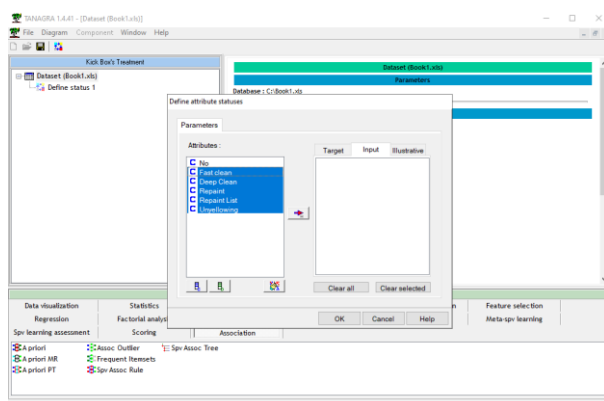 TANAGRA 1.4.41 - [Dataset (Book1.xls)]
File Diagram Component Window Help
Kick Box's Treatment
Dataset (Book1.xls)
Define status 1
Dataset (Book1.xls)
Parameters
Database : C:\Book1.xls
Define attribute statuses
Parameters
Attributes :
C No
C Fast clean
C Deep Clean
C Repaint
C Repaint List
C Unyellowing
Target Input Illustrative
Clear all Clear selected
OK Cancel Help
Data visualization Statistics Feature selection
Regression Factorial analys Meta-spv learning
Spv learning assessment Scoring Association
A priori Assoc Outlier Spv Assoc Tree
A priori MR Frequent Itemsets
A priori PT Spv Assoc Rule